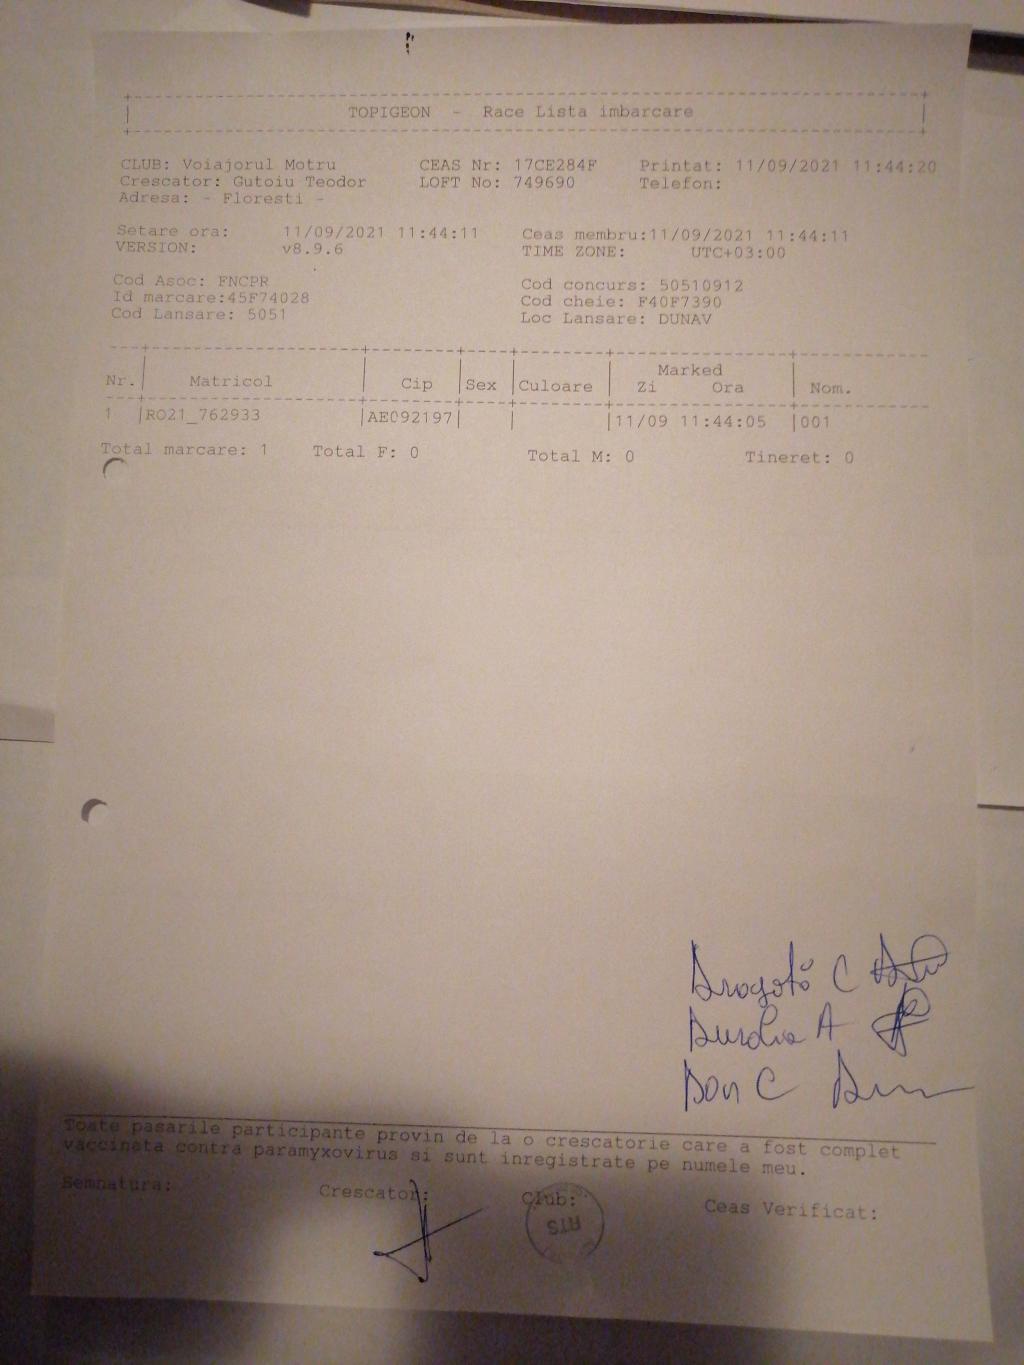 TOPIGEON - Race Lista imbarcare
CLUB: Voiajorul Motru CEAS Nr: 17CE284F Printat: 11/09/2021 11:44:20
Crescator: Gutoiu Teodor LOFT No: 749690 Telefon:
Adresa: - Floresti -
Setare ora: 11/09/2021 11:44:11 Ceas membru:11/09/2021 11:44:11
VERSION: v8.9.6 TIME ZONE: UTC+03:00
Cod Asoc: FNCPR Cod concurs: 50510912
Id marcare:45F74028 Cod cheie: F40F7390
Cod Lansare: 5051 Loc Lansare: DUNAV
Marked
Nr. Matricol Cip Sex Culoare Zi Ora Nom.
1 RO21_762933 AE092197 11/09 11:44:05 001
Total marcare: 1 Total F: 0 Total M: 0 Tineret: 0
C
A
Dan C
Toate pasarile participante provin de la o crescatorie care a fost complet
vaccinata contra paramyxovirus si sunt inregistrate pe numele meu.
Semnatura: Crescator: Club: Ceas Verificat: